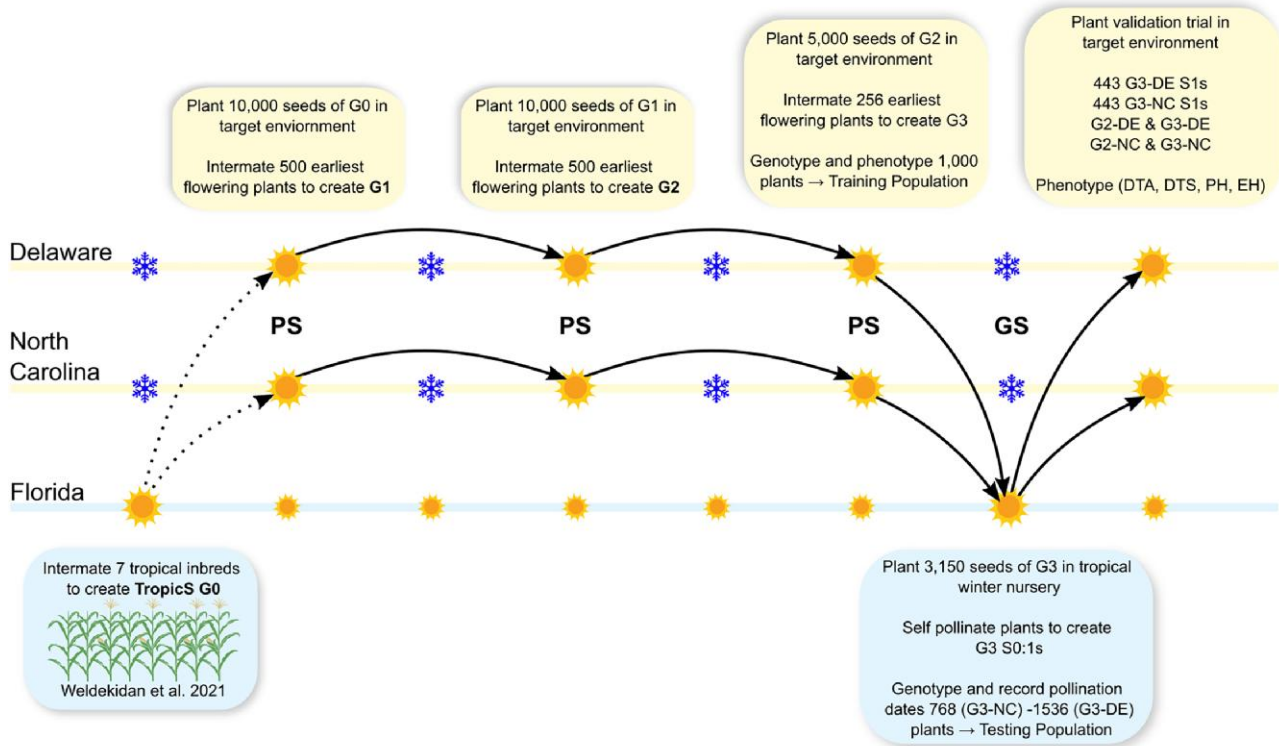 Plant 10,000 seeds of G0 in
target enviornment
Intermate 500 earliest
flowering plants to create G1
Plant 10,000 seeds of G1 in
target environment
Intermate 500 earliest
flowering plants to create G2
Plant 5,000 seeds of G2 in
target environment
Intermate 256 earliest
flowering plants to create G3
Genotype and phenotype 1,000
plants → Training Population
Plant validation trial in
target environment
443 G3-DE S1s
443 G3-NC S1s
G2-DE & G3-DE
G2-NC & G3-NC
Phenotype (DTA, DTS, PH, EH)
Delaware
PS
PS
PS
GS
North
Carolina
Florida
Intermate 7 tropical inbreds
to create TropicS G0
Weldekidan et al. 2021
Plant 3,150 seeds of G3 in tropical
winter nursery
Self pollinate plants to create
G3 S0:1s
Genotype and record pollination
dates 768 (G3-NC) -1536 (G3-DE)
plants → Testing Population